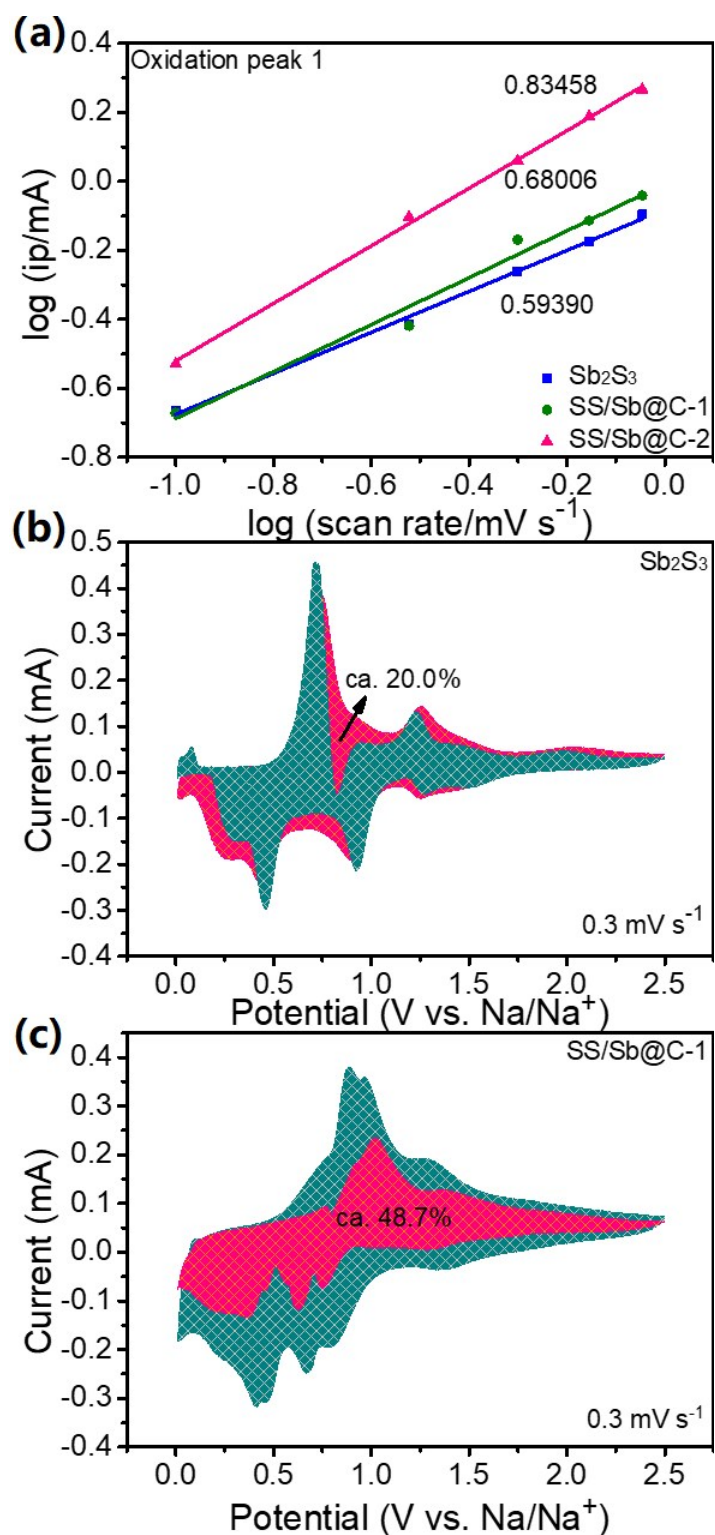 (a)
Oxidation peak 1
0.83458
0.68006
0.59390
Sb₂S₃
SS/Sb@C-1
SS/Sb@C-2
0.4
0.2
0.0
-0.2
-0.4
-0.6
-0.8
log (ip/mA)
-1.0 -0.8 -0.6 -0.4 -0.2 0.0
log (scan rate/mV s⁻¹)
(b)
Sb₂S₃
ca. 20.0%
0.3 mV s⁻¹
0.5
0.4
0.3
0.2
0.1
0.0
-0.1
-0.2
-0.3
-0.4
Current (mA)
0.0 0.5 1.0 1.5 2.0 2.5
Potential (V vs. Na/Na⁺)
(c)
SS/Sb@C-1
ca. 48.7%
0.3 mV s⁻¹
0.4
0.3
0.2
0.1
0.0
-0.1
-0.2
-0.3
-0.4
Current (mA)
0.0 0.5 1.0 1.5 2.0 2.5
Potential (V vs. Na/Na⁺)